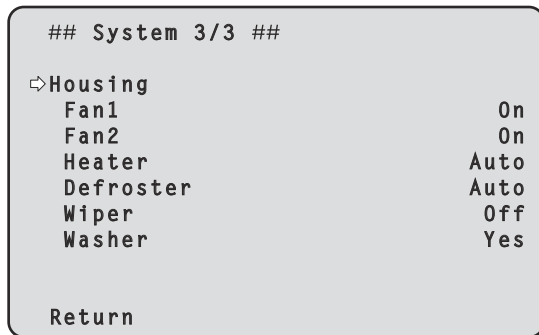 ## System 3/3 ##
⇨Housing
Fan1 On
Fan2 On
Heater Auto
Defroster Auto
Wiper Off
Washer Yes
Return